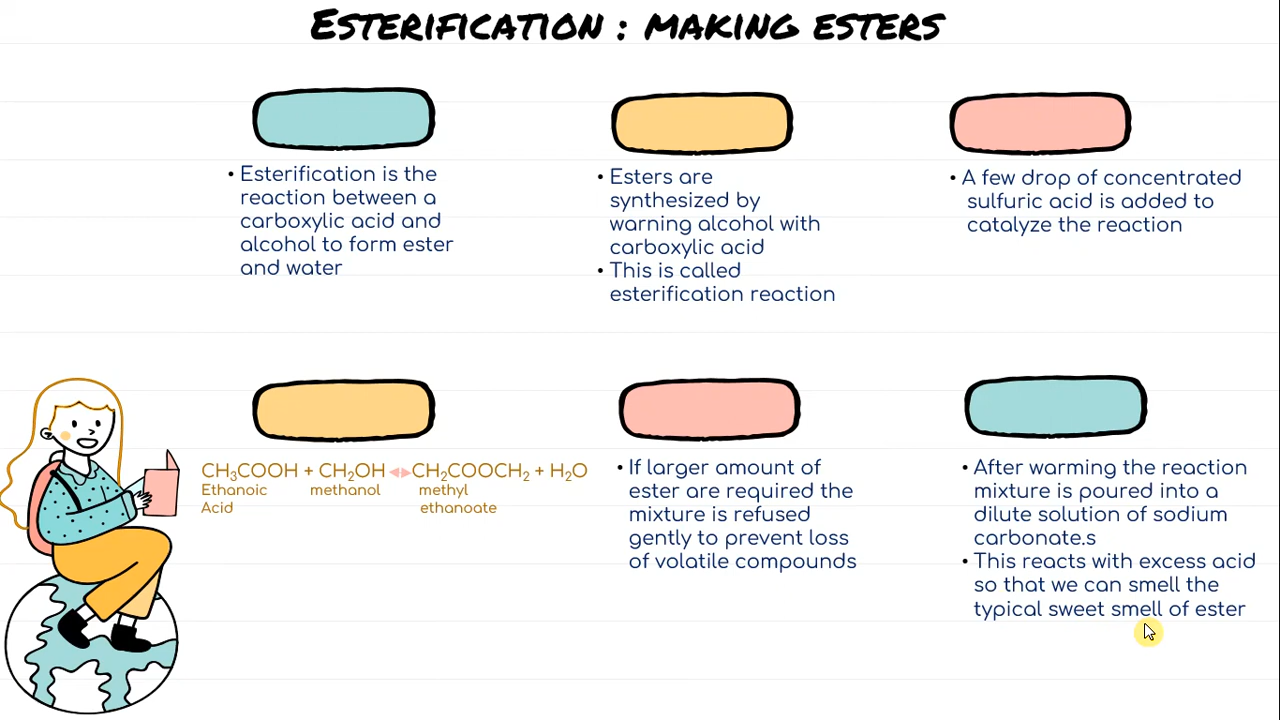 Esterification : making esters
• Esterification is the
reaction between a
carboxylic acid and
alcohol to form ester
and water
• Esters are
synthesized by
warning alcohol with
carboxylic acid
• This is called
esterification reaction
• A few drop of concentrated
sulfuric acid is added to
catalyze the reaction
CH₃COOH + CH₂OH ◄► CH₂COOCH₂ + H₂O
Ethanoic methanol methyl
Acid ethanoate
• If larger amount of
ester are required the
mixture is refused
gently to prevent loss
of volatile compounds
• After warming the reaction
mixture is poured into a
dilute solution of sodium
carbonate.s
• This reacts with excess acid
so that we can smell the
typical sweet smell of ester